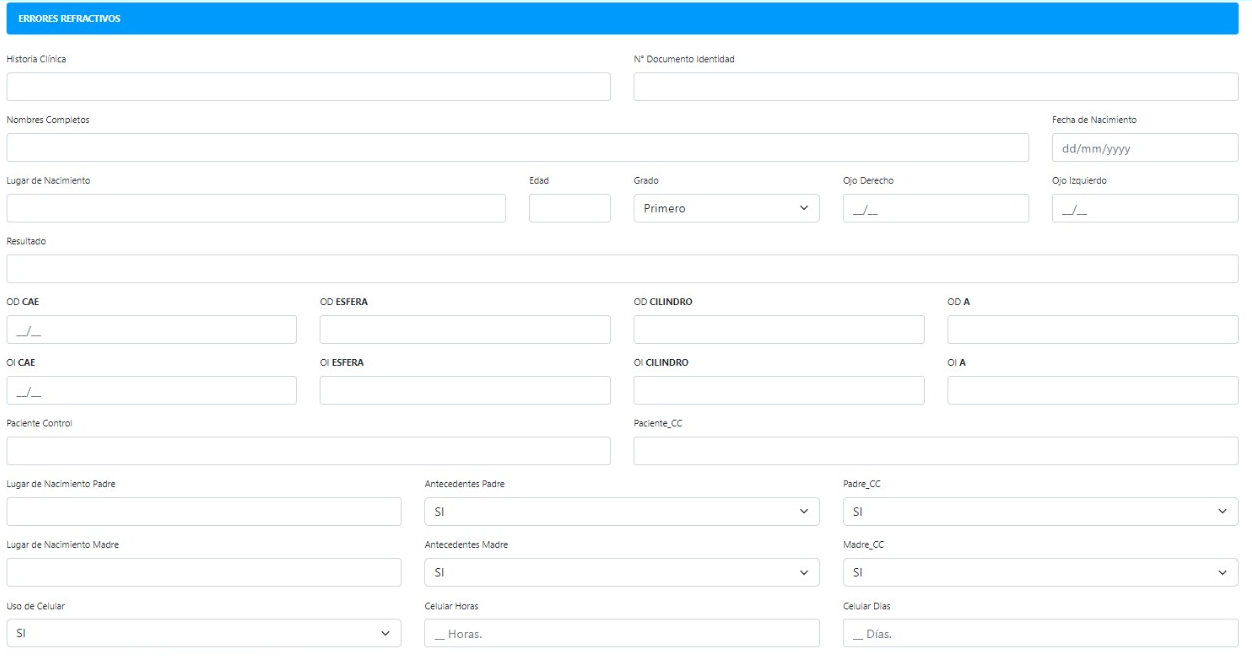 ERRORES REFRACTIVOS
Historia Clínica N° Documento Identidad
Nombres Completos Fecha de Nacimiento
dd/mm/yyyy
Lugar de Nacimiento Edad Grado Ojo Derecho Ojo Izquierdo
Primero __/__ __/__
Resultado
OD CAE OD ESFERA OD CILINDRO OD A
__/__
OI CAE OI ESFERA OI CILINDRO OI A
__/__
Paciente Control Paciente_CC
Lugar de Nacimiento Padre Antecedentes Padre Padre_CC
SI SI
Lugar de Nacimiento Madre Antecedentes Madre Madre_CC
SI SI
Uso de Celular Celular Horas Celular Dias
SI __ Horas. __ Días.